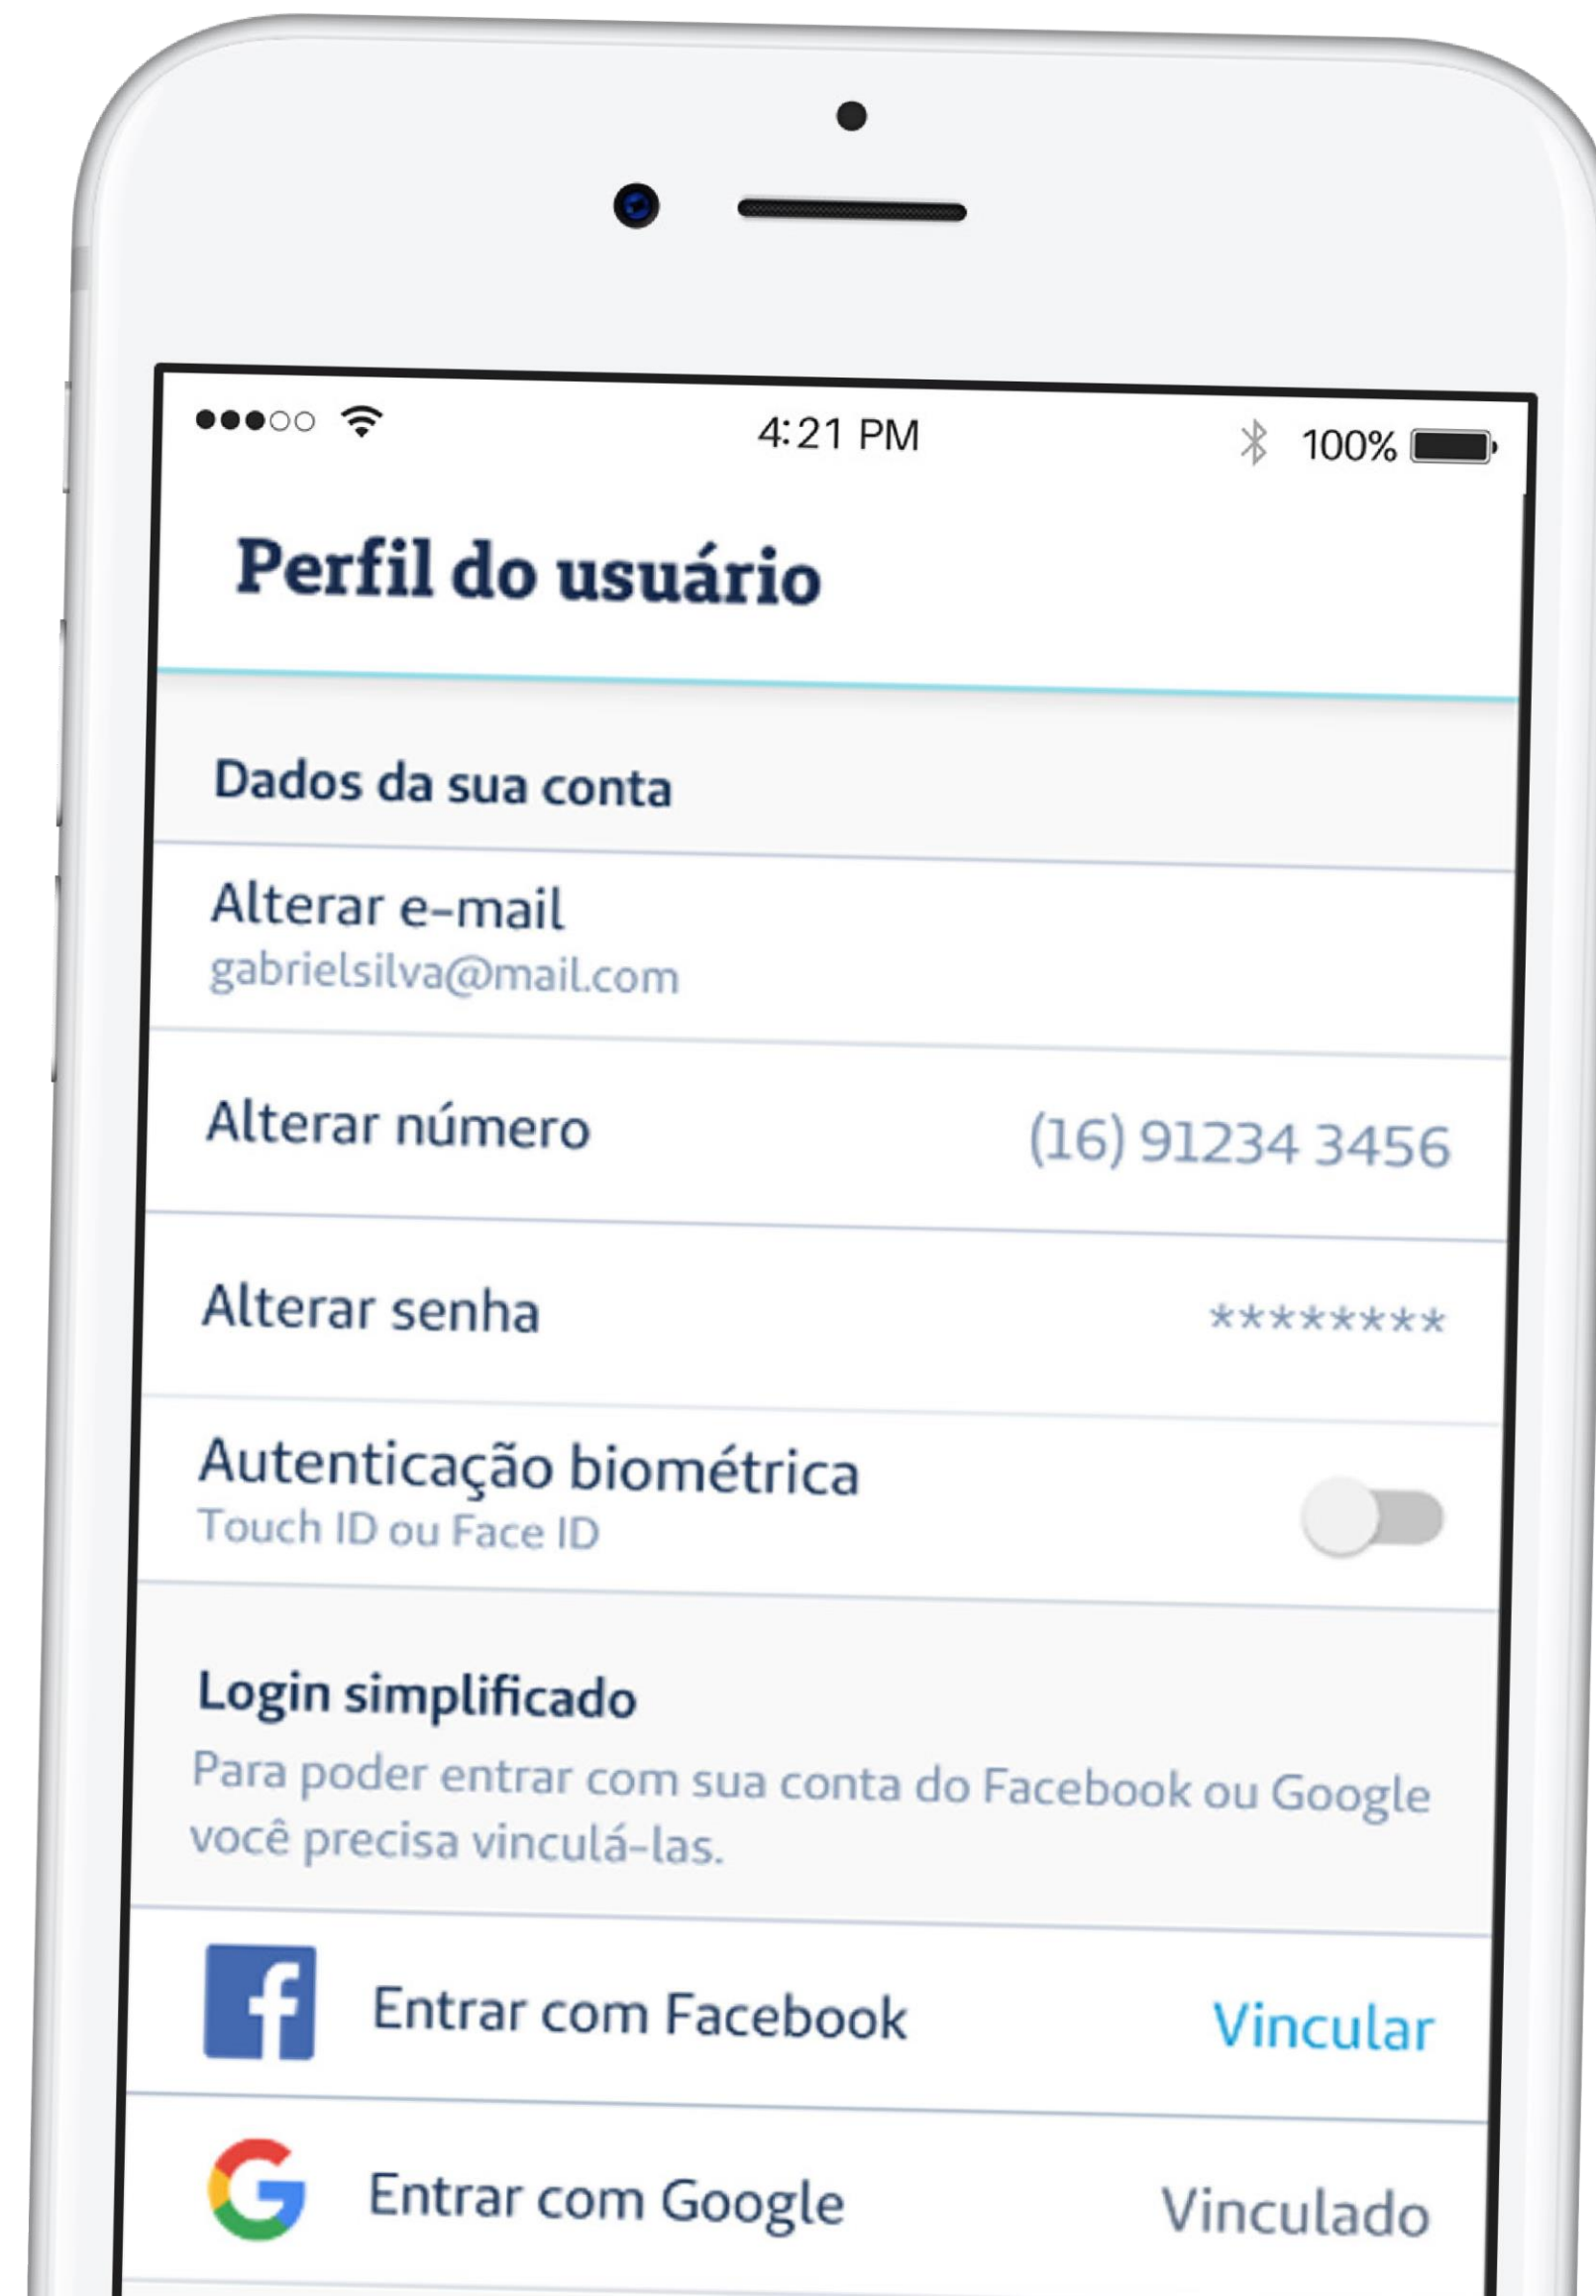 4:21 PM 100%
Perfil do usuário
Dados da sua conta
Alterar e-mail
gabrielsilva@mail.com
Alterar número (16) 91234 3456
Alterar senha ********
Autenticação biométrica
Touch ID ou Face ID
Login simplificado
Para poder entrar com sua conta do Facebook ou Google
você precisa vinculá-las.
f Entrar com Facebook Vincular
G Entrar com Google Vinculado